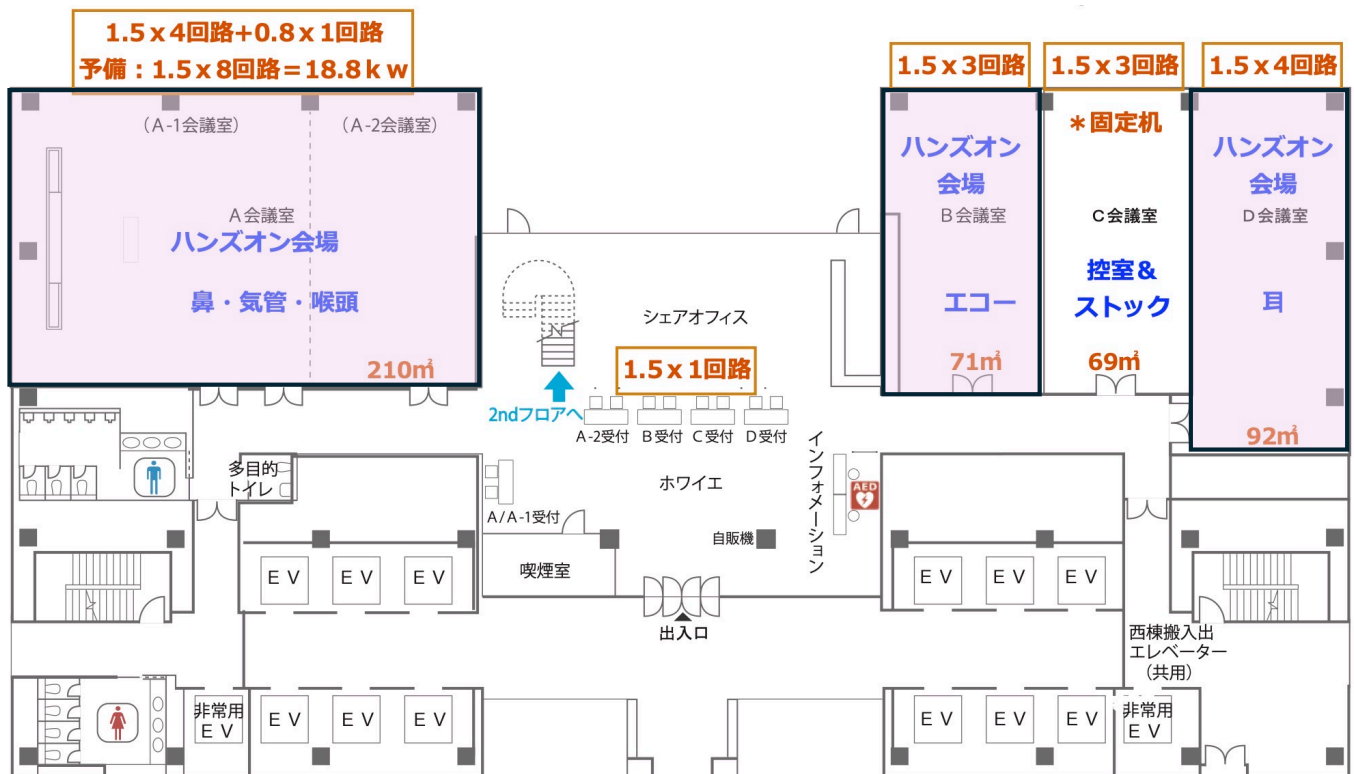 1.5ｘ4回路+0.8ｘ1回路
予備：1.5ｘ8回路＝18.8ｋｗ
1.5ｘ3回路
1.5ｘ3回路
1.5ｘ4回路
（A-1会議室）
（A-2会議室）
A会議室
ハンズオン会場
鼻・気管・喉頭
210㎡
ハンズオン
会場
B会議室
エコー
71㎡
＊固定机
C会議室
控室＆
ストック
69㎡
ハンズオン
会場
D会議室
耳
92㎡
シェアオフィス
1.5ｘ1回路
2ndフロアへ
A-2受付
B受付
C受付
D受付
ホワイエ
インフォメーション
AED
多目的
トイレ
A/A-1受付
喫煙室
自販機
出入口
EV
EV
EV
EV
EV
EV
西棟搬入出
エレベーター
（共用）
非常用
EV
EV
EV
EV
EV
EV
EV
非常用
EV